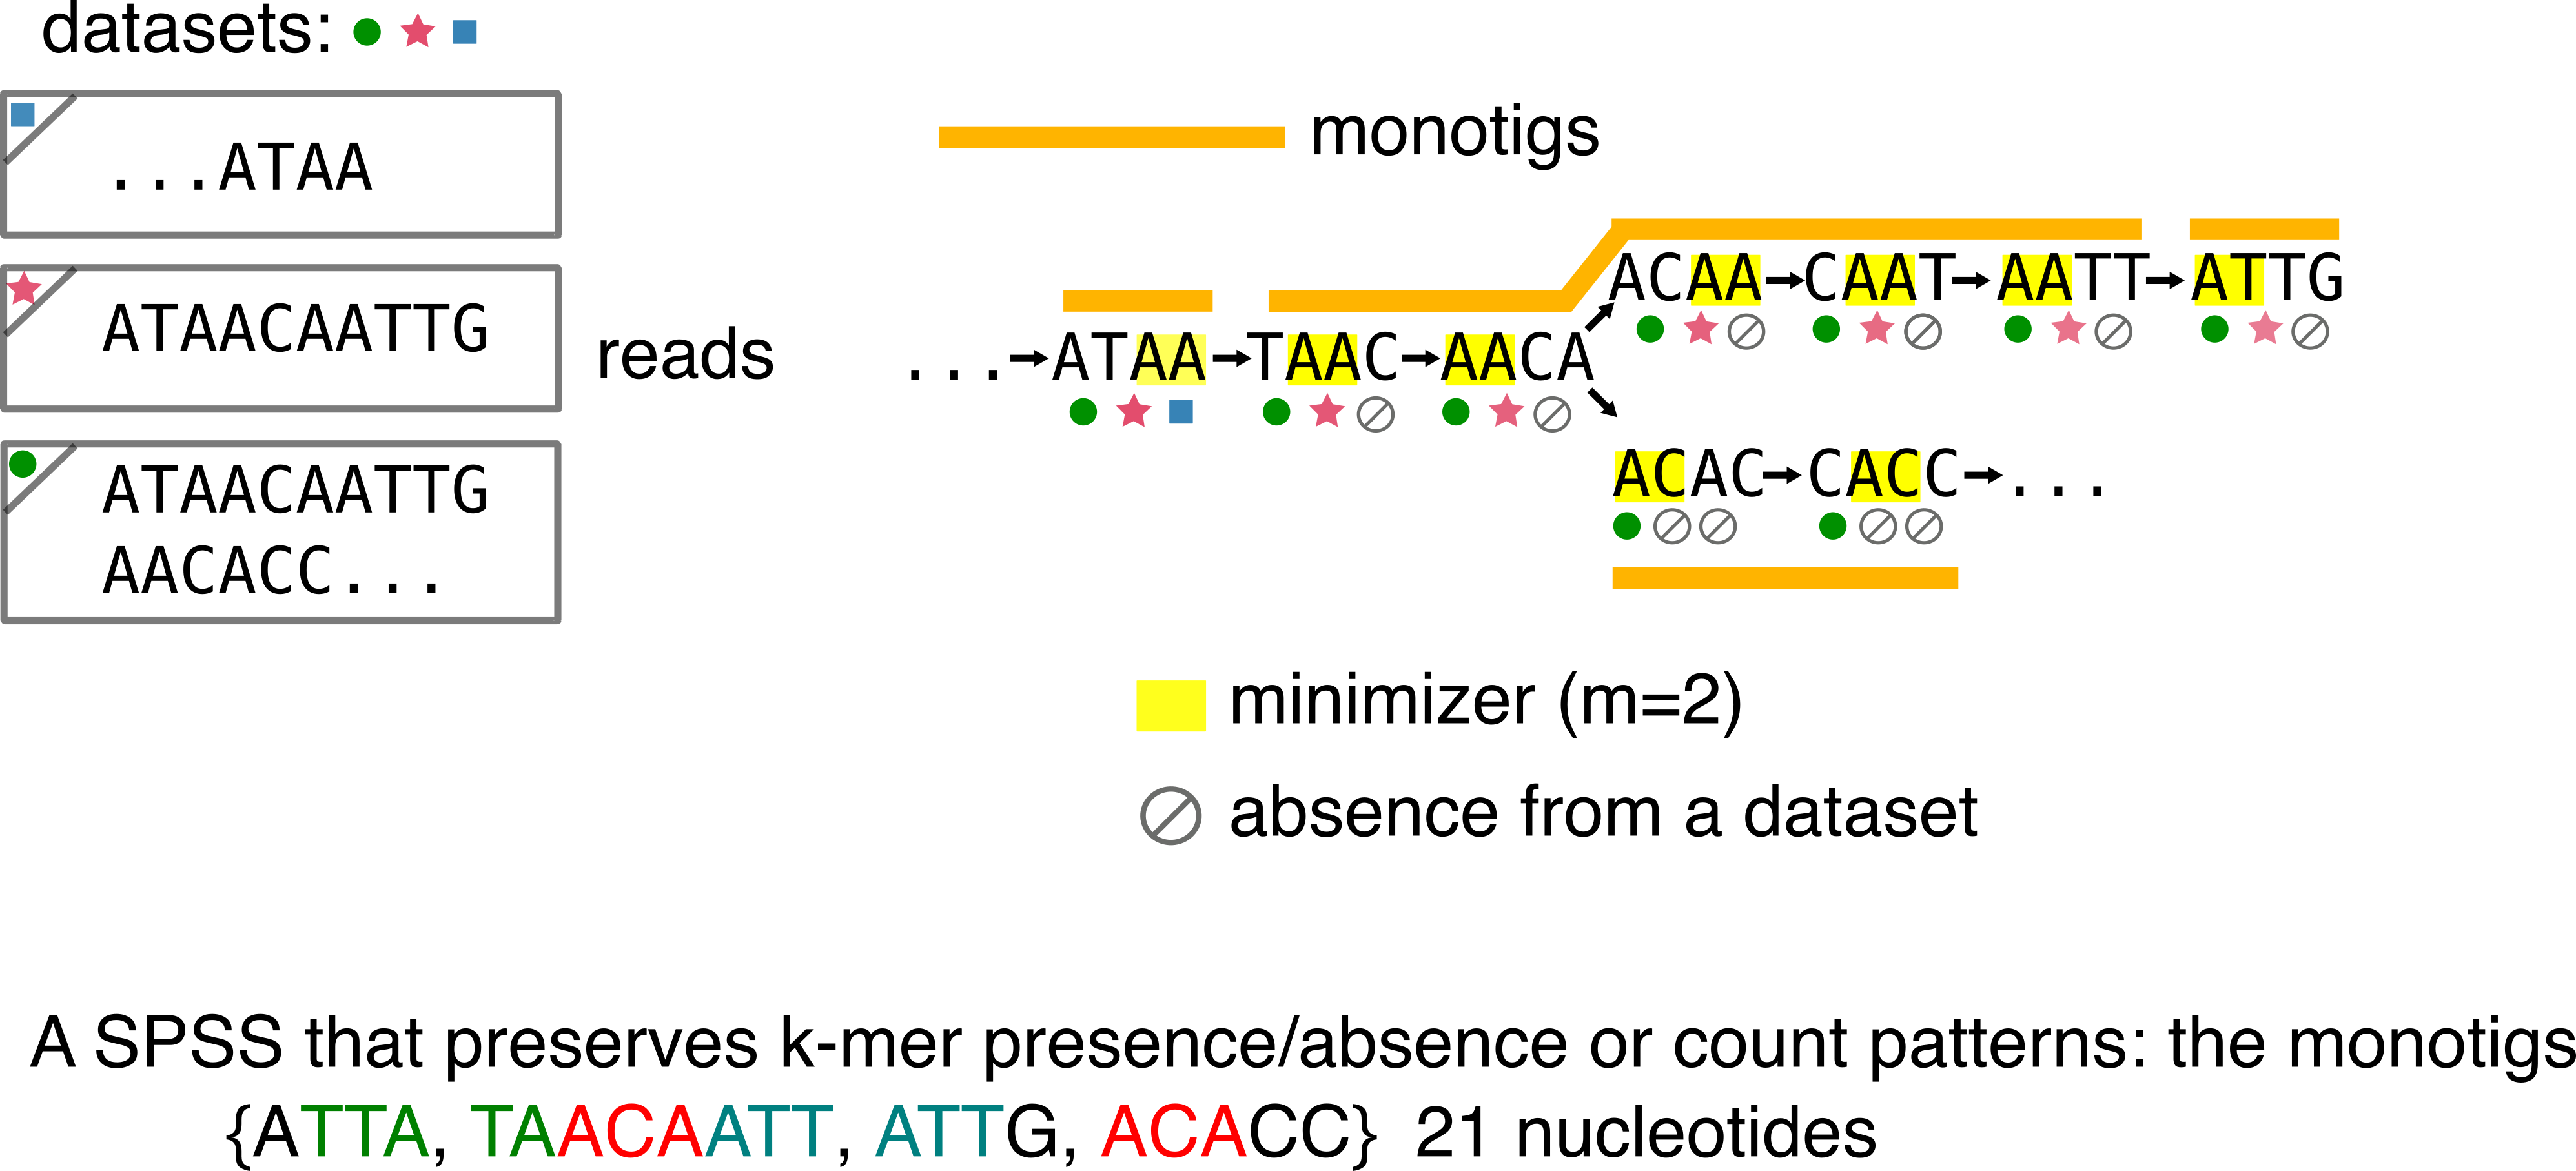 datasets:
...ATAA
ATAACAATTG
ATAACAATTG
AACACC...
reads
monotigs
ACAA CAAT AATT ATTG
... ATAA TAAC AACA
ACAC CACC ...
minimizer (m=2)
absence from a dataset
A SPSS that preserves k-mer presence/absence or count patterns: the monotigs
{ATTA, TAACAATT, ATTG, ACACC} 21 nucleotides